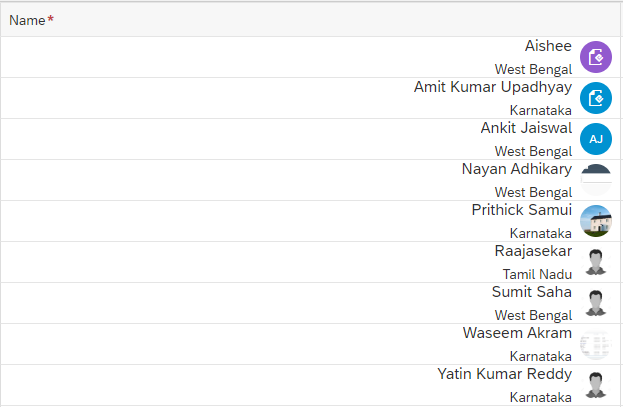 Name*
Aishee
West Bengal
Amit Kumar Upadhyay
Karnataka
Ankit Jaiswal
AJ
West Bengal
Nayan Adhikary
West Bengal
Prithick Samui
Karnataka
Raajasekar
Tamil Nadu
Sumit Saha
West Bengal
Waseem Akram
Karnataka
Yatin Kumar Reddy
Karnataka